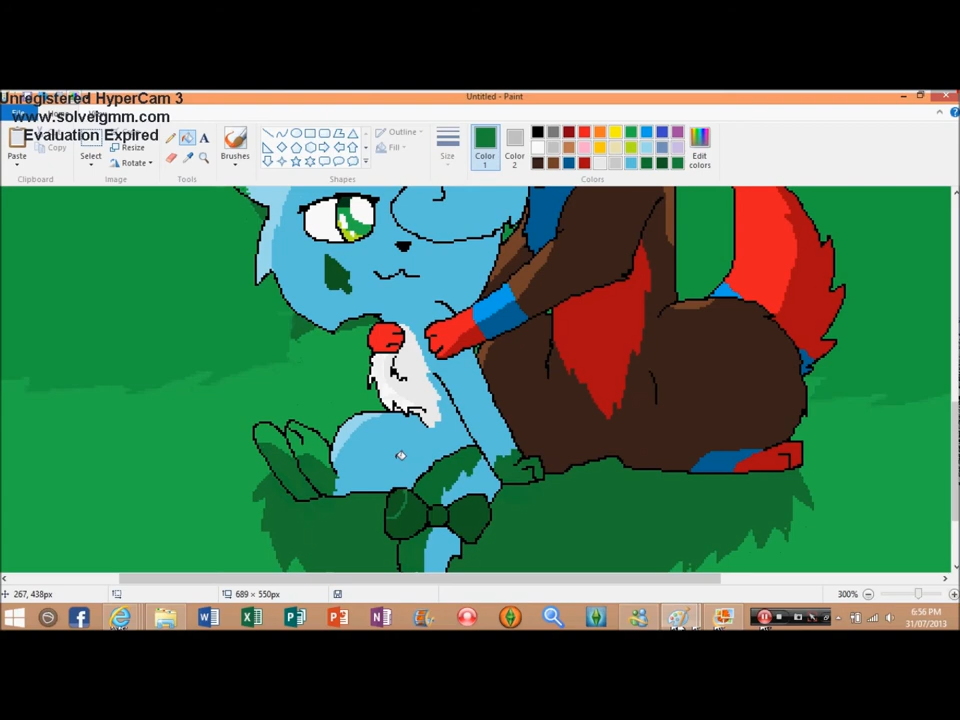 Untitled - Paint
Unregistered HyperCam 3
www.solveigmm.com
Evaluation Expired
File
Paste
Copy
Clipboard
Select
Resize
Rotate
Image
A
Tools
Brushes
Shapes
Outline
Fill
Size
Color 1
Color 2
Colors
Edit colors
267, 438px
689 × 550px
300%
6:56 PM
31/07/2013